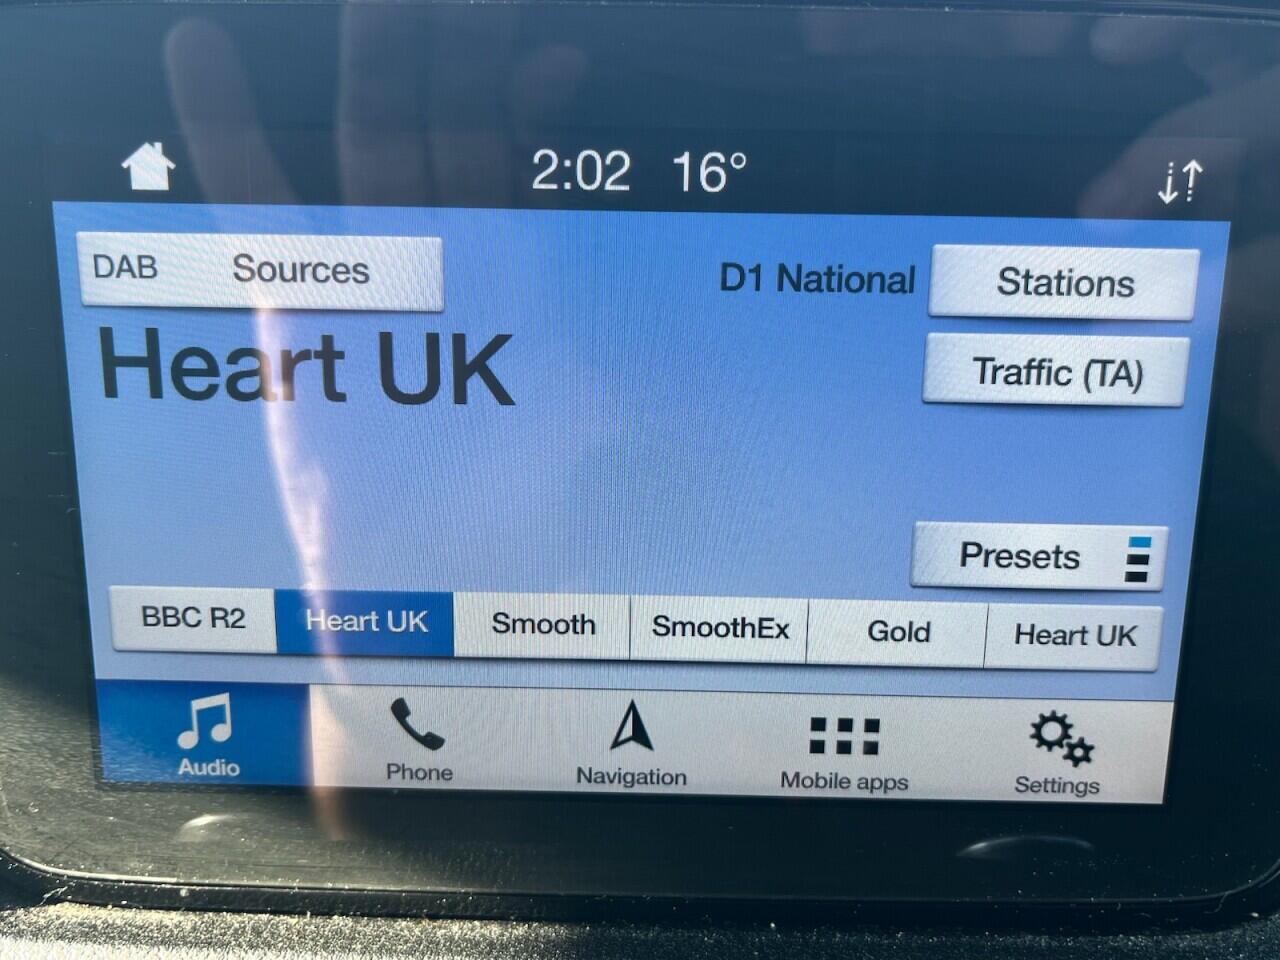 2:02 16°
DAB Sources
D1 National Stations
Heart UK
Traffic (TA)
Presets
BBC R2 Heart UK Smooth SmoothEx Gold Heart UK
Audio Phone Navigation Mobile apps Settings